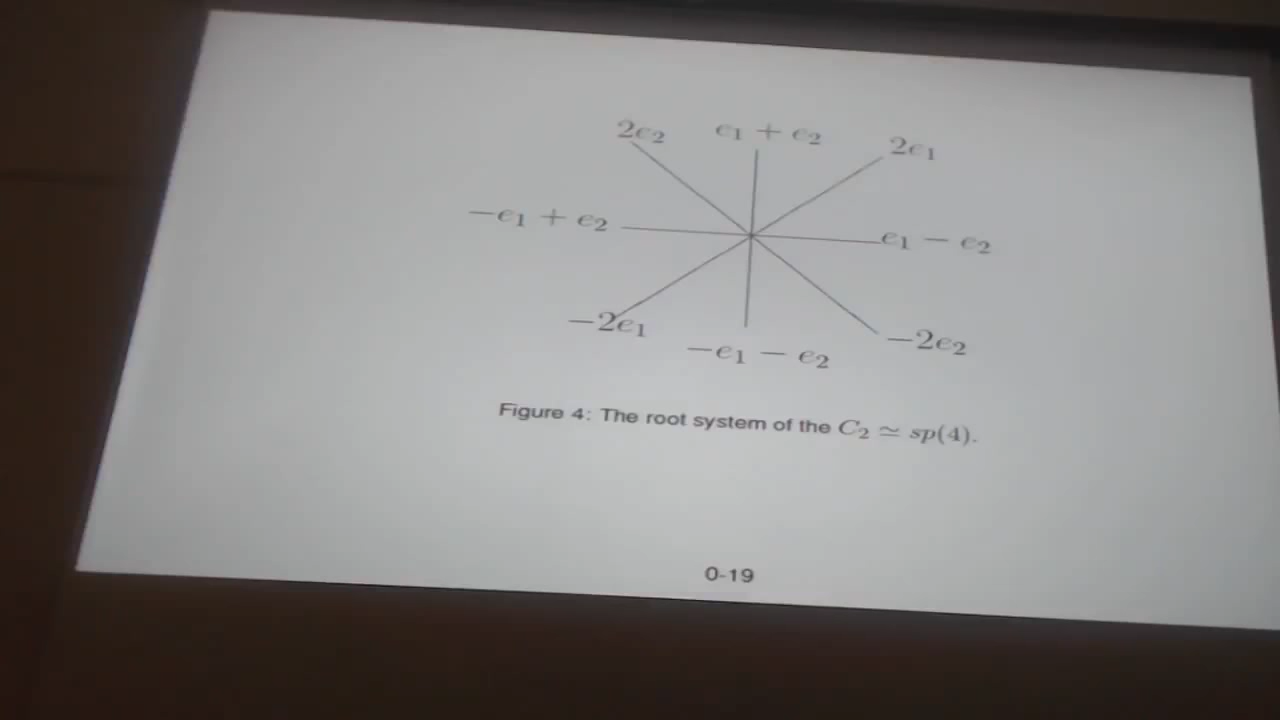 2e₂ e₁ + e₂ 2e₁
−e₁ + e₂ e₁ − e₂
−2e₁ −e₁ − e₂ −2e₂
Figure 4: The root system of the C₂ ≃ sp(4).
0-19